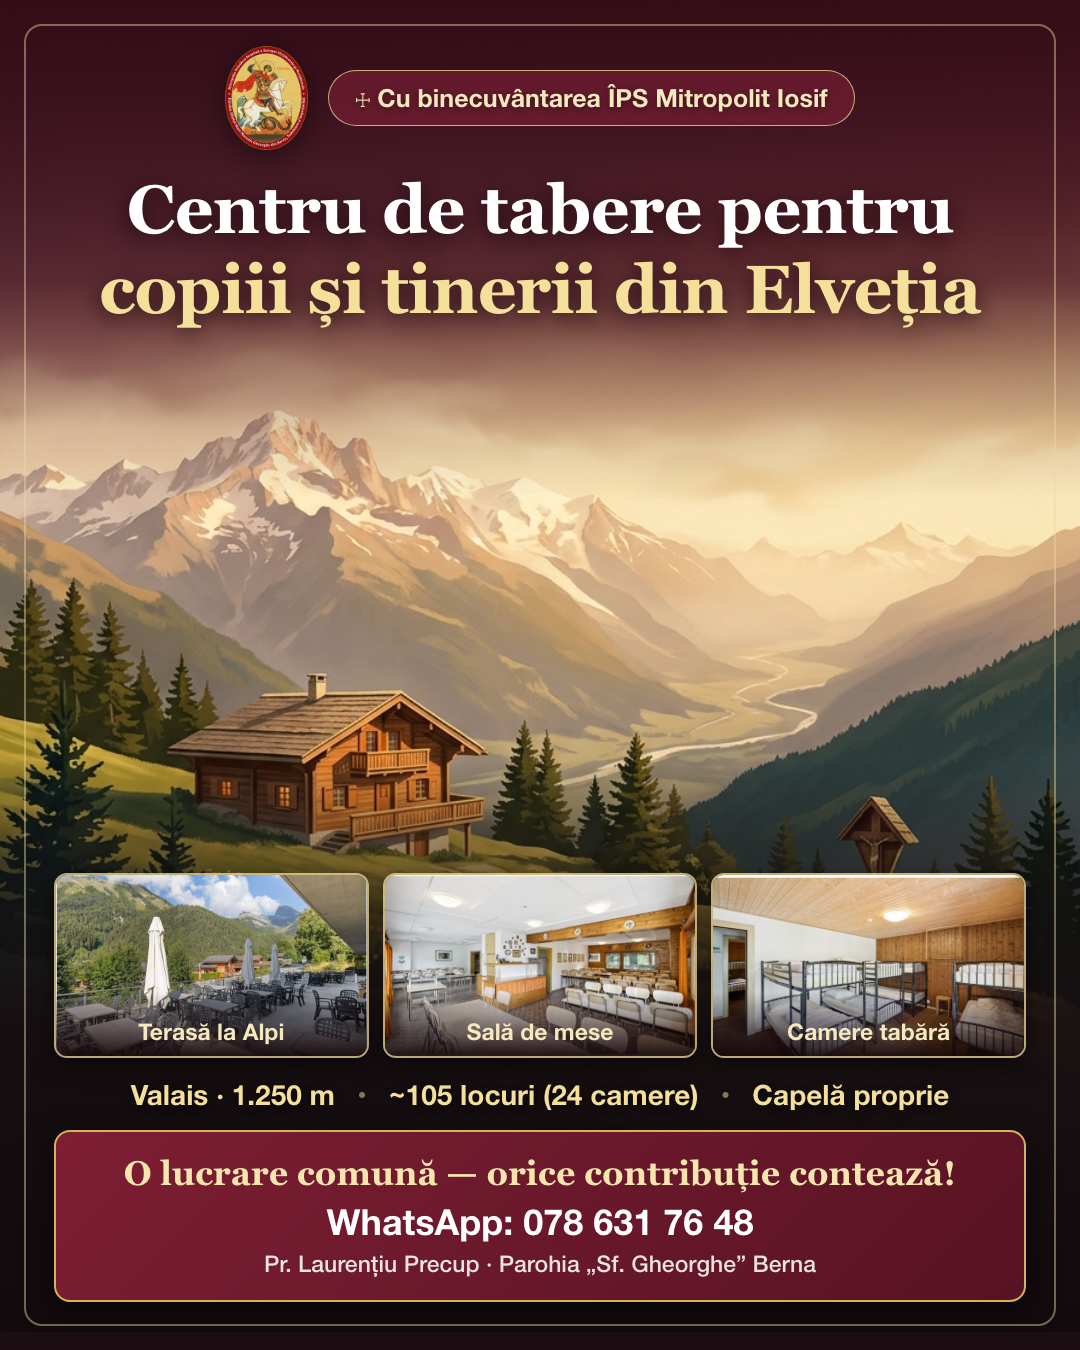 ☩ Cu binecuvântarea ÎPS Mitropolit Iosif
Centru de tabere pentru
copiii și tinerii din Elveția
Terasă la Alpi
Sală de mese
Camere tabără
Valais · 1.250 m • ~105 locuri (24 camere) • Capelă proprie
O lucrare comună — orice contribuție contează!
WhatsApp: 078 631 76 48
Pr. Laurențiu Precup · Parohia „Sf. Gheorghe” Berna